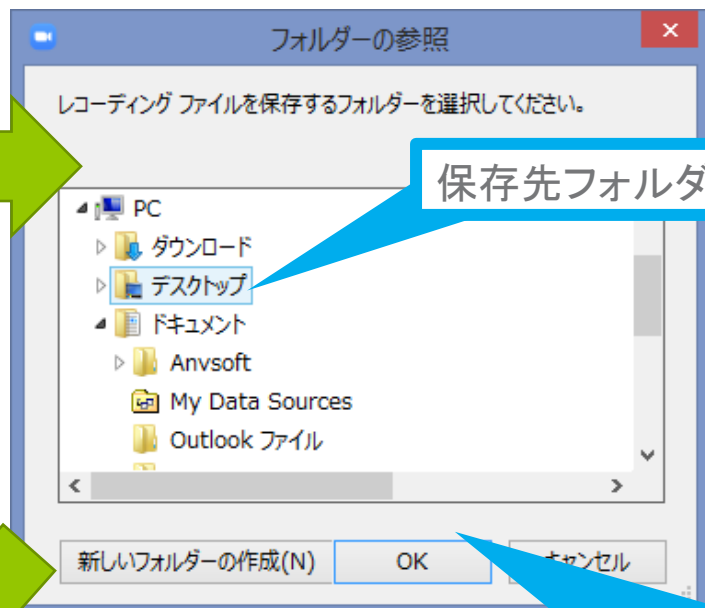 フォルダーの参照
レコーディング ファイルを保存するフォルダーを選択してください。
保存先フォルダ
PC
ダウンロード
デスクトップ
ドキュメント
Anvsoft
My Data Sources
Outlook ファイル
新しいフォルダーの作成(N)
OK
キャンセル